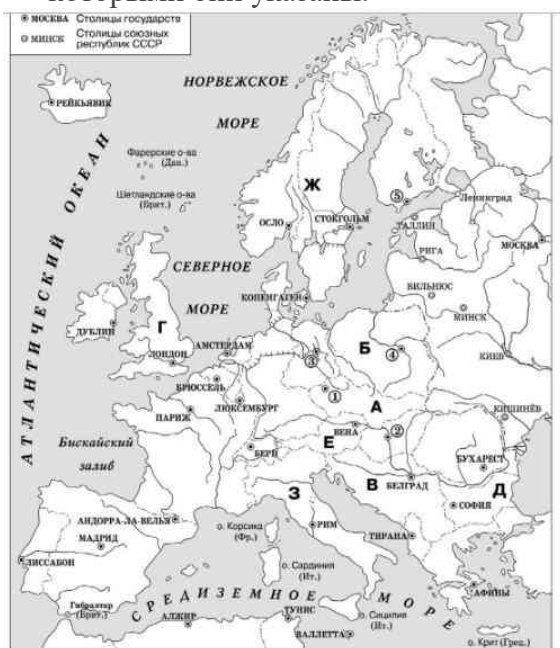 которыми они указаны.
МОСКВА Столицы государств
МИНСК Столицы союзных
республик СССР
РЕЙКЬЯВИК
НОРВЕЖСКОЕ
МОРЕ
Фарерские о-ва
(Дат.)
Шетландские о-ва
(Брит.)
АТЛАНТИЧЕСКИЙ ОКЕАН
Ж
5
Ленинград
ОСЛО
СТОКГОЛЬМ
ТАЛЛИН
МОСКВА
РИГА
СЕВЕРНОЕ
МОРЕ
КОПЕНГАГЕН
ВИЛЬНЮС
МИНСК
Г
ДУБЛИН
АМСТЕРДАМ
Б
3
4
ЛОНДОН
КИЕВ
БРЮССЕЛЬ
1
А
ЛЮКСЕМБУРГ
ПАРИЖ
КИШИНЁВ
ВЕНА
2
Е
Бискайский
залив
БЕРН
БУХАРЕСТ
З
В
БЕЛГРАД
Д
СОФИЯ
АНДОРРА-ЛА-ВЕЛЬЯ
о. Корсика
(Фр.)
РИМ
МАДРИД
ТИРАНА
ЛИССАБОН
о. Сардиния
(Ит.)
СРЕДИЗЕМНОЕ МОРЕ
АФИНЫ
Гибралтар
(Брит.)
АЛЖИР
ТУНИС
о. Сицилия
(Ит.)
ВАЛЛЕТТА
о. Крит (Грец.)